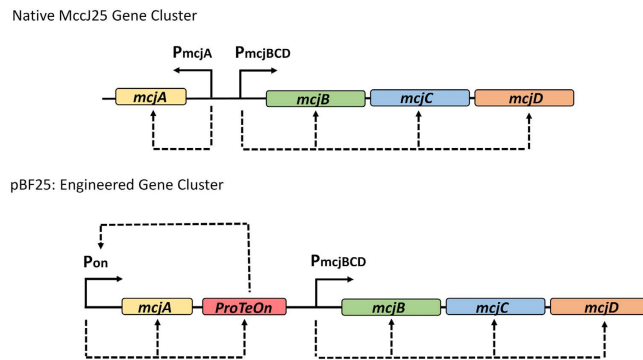 Native MccJ25 Gene Cluster
PmcjA PmcjBCD
mcjA mcjB mcjC mcjD
pBF25: Engineered Gene Cluster
Pon PmcjBCD
mcjA ProTeOn mcjB mcjC mcjD